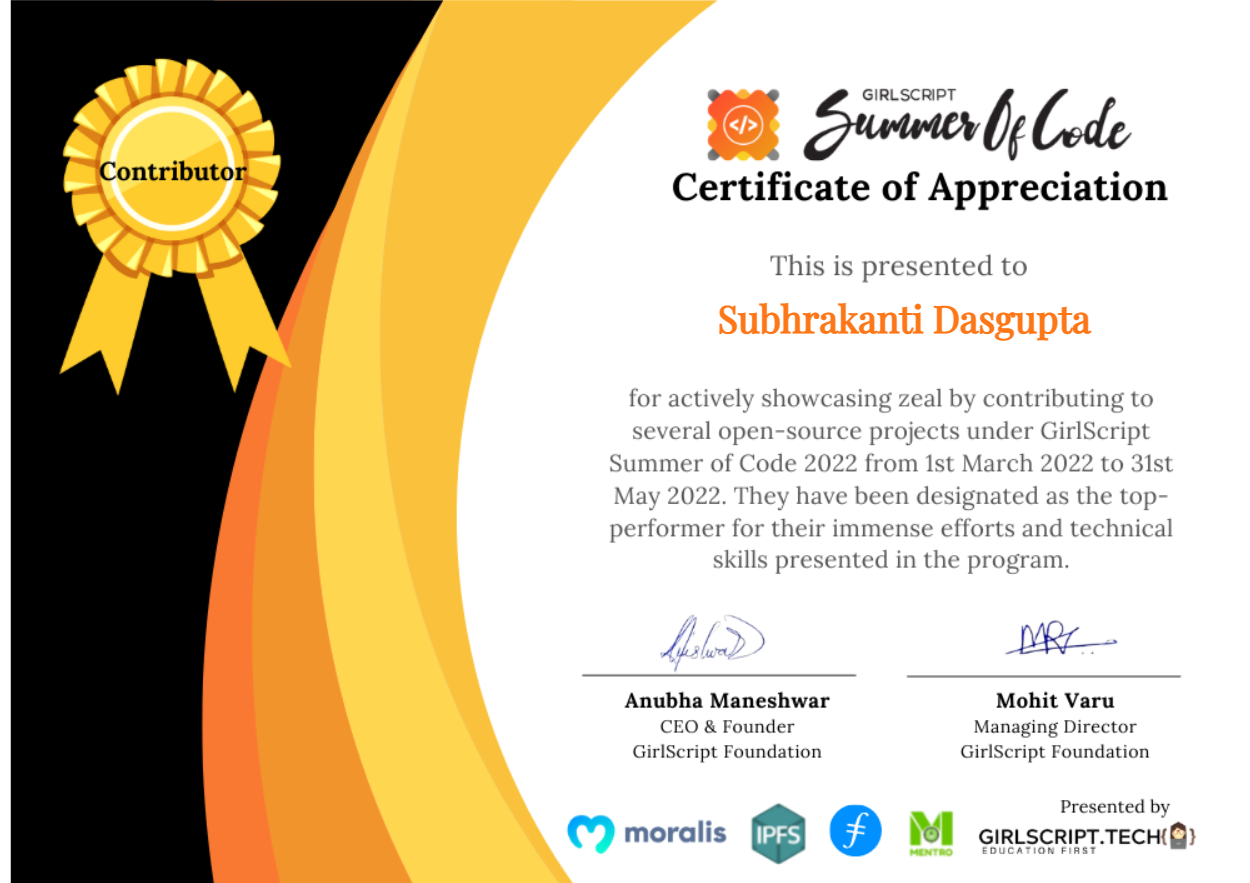 Contributor
GIRLSCRIPT
Summer Of Code
</>
Certificate of Appreciation
This is presented to
Subhrakanti Dasgupta
for actively showcasing zeal by contributing to
several open-source projects under GirlScript
Summer of Code 2022 from 1st March 2022 to 31st
May 2022. They have been designated as the top-
performer for their immense efforts and technical
skills presented in the program.
Anubha Maneshwar
CEO & Founder
GirlScript Foundation
Mohit Varu
Managing Director
GirlScript Foundation
moralis
IPFS
MENTRO
Presented by
GIRLSCRIPT.TECH{ }
EDUCATION FIRST